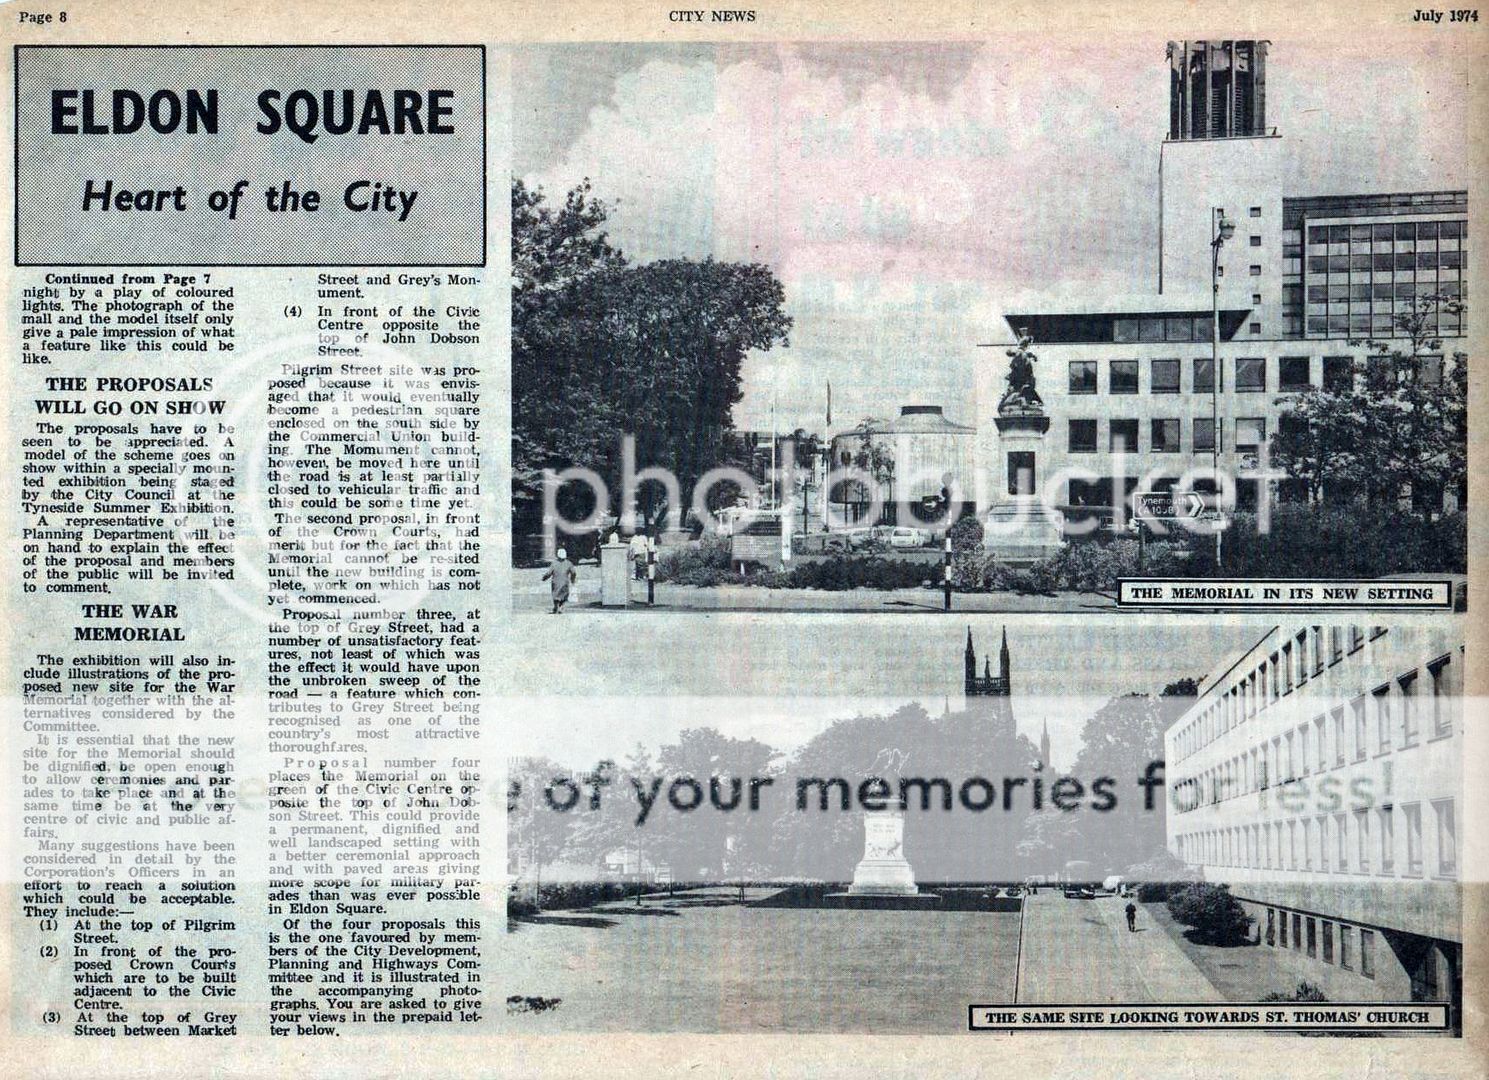 Page 8
CITY NEWS
July 1974
ELDON SQUARE
Heart of the City
Continued from Page 7
night by a play of coloured
lights. The photograph of the
mall and the model itself only
give a pale impression of what
a feature like this could be
like.
THE PROPOSALS
WILL GO ON SHOW
The proposals have to be
seen to be appreciated. A
model of the scheme goes on
show within a specially moun-
ted exhibition being staged
by the City Council at the
Tyneside Summer Exhibition.
A representative of the
Planning Department will be
on hand to explain the effect
of the proposal and members
of the public will be invited
to comment.
THE WAR
MEMORIAL
The exhibition will also in-
clude illustrations of the pro-
posed new site for the War
Memorial together with the al-
ternatives considered by the
Committee.
It is essential that the new
site for the Memorial should
be dignified, be open enough
to allow ceremonies and par-
ades to take place and at the
same time be at the very
centre of civic and public af-
fairs.
Many suggestions have been
considered in detail by the
Corporation's Officers in an
effort to reach a solution
which could be acceptable.
They include:—
(1) At the top of Pilgrim
Street.
(2) In front of the pro-
posed Crown Courts
which are to be built
adjacent to the Civic
Centre.
(3) At the top of Grey
Street between Market
Street and Grey's Mon-
ument.
(4) In front of the Civic
Centre opposite the
top of John Dobson
Street.
Pilgrim Street site was pro-
posed because it was envis-
aged that it would eventually
become a pedestrian square
enclosed on the south side by
the Commercial Union build-
ing. The Momument cannot,
however, be moved here until
the road is at least partially
closed to vehicular traffic and
this could be some time yet.
The second proposal, in front
of the Crown Courts, had
merit but for the fact that the
Memorial cannot be re-sited
until the new building is com-
plete, work on which has not
yet commenced.
Proposal number three, at
the top of Grey Street, had a
number of unsatisfactory feat-
ures, not least of which was
the effect it would have upon
the unbroken sweep of the
road — a feature which con-
tributes to Grey Street being
recognised as one of the
country's most attractive
thoroughfares.
Proposal number four
places the Memorial on the
green of the Civic Centre op-
posite the top of John Dob-
son Street. This could provide
a permanent, dignified and
well landscaped setting with
a better ceremonial approach
and with paved areas giving
more scope for military par-
ades than was ever possible
in Eldon Square.
Of the four proposals this
is the one favoured by mem-
bers of the City Development,
Planning and Highways Com-
mittee and it is illustrated in
the accompanying photo-
graphs. You are asked to give
your views in the prepaid let-
ter below.
Tynemouth
(A108B)
THE MEMORIAL IN ITS NEW SETTING
THE SAME SITE LOOKING TOWARDS ST. THOMAS' CHURCH
photobucket
of your memories for less!